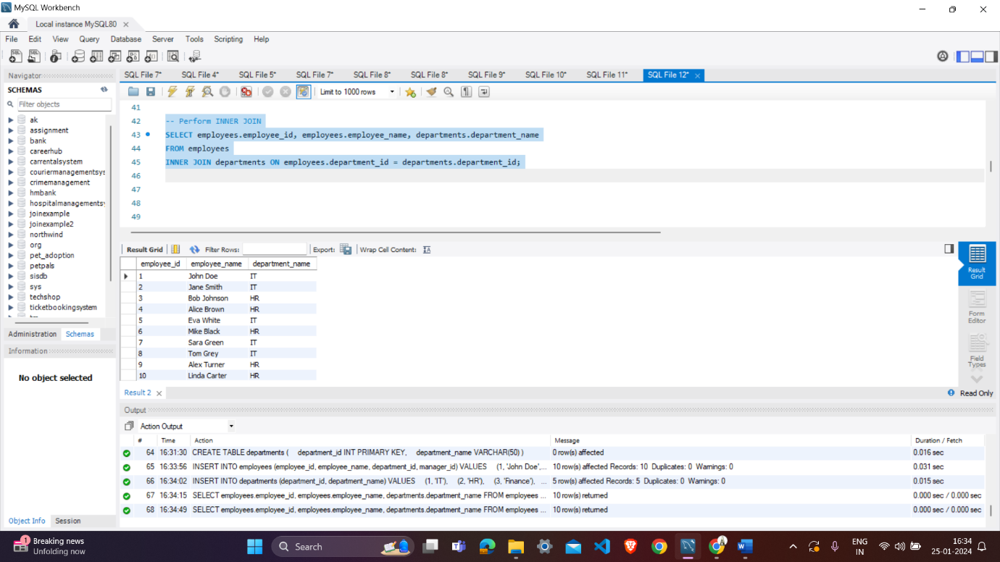 MySQL Workbench
Local instance MySQL80
File Edit View Query Database Server Tools Scripting Help
Navigator
SCHEMAS
Filter objects
ak
assignment
bank
careerhub
carrentalsystem
couriermanagementsys
crimemanagement
hmbank
hospitalmanagementsy
joinexample
joinexample2
northwind
org
pet_adoption
petpals
sisdb
sys
techshop
ticketbookingsystem
Administration Schemas
Information
No object selected
Object Info Session
SQL File 7* SQL File 4* SQL File 5* SQL File 7* SQL File 8* SQL File 8* SQL File 9* SQL File 10* SQL File 11* SQL File 12*
Limit to 1000 rows
41
42 -- Perform INNER JOIN
43 SELECT employees.employee_id, employees.employee_name, departments.department_name
44 FROM employees
45 INNER JOIN departments ON employees.department_id = departments.department_id;
46
47
48
49
Result Grid Filter Rows: Export: Wrap Cell Content:
employee_id employee_name department_name
1 John Doe IT
2 Jane Smith IT
3 Bob Johnson HR
4 Alice Brown HR
5 Eva White IT
6 Mike Black HR
7 Sara Green IT
8 Tom Grey IT
9 Alex Turner HR
10 Linda Carter HR
Result Grid
Form Editor
Field Types
Result 2
Read Only
Output
Action Output
# Time Action Message Duration / Fetch
64 16:31:30 CREATE TABLE departments ( department_id INT PRIMARY KEY, department_name VARCHAR(50) ) 0 row(s) affected 0.016 sec
65 16:33:56 INSERT INTO employees (employee_id, employee_name, department_id, manager_id) VALUES (1, 'John Doe',... 10 row(s) affected Records: 10 Duplicates: 0 Warnings: 0 0.031 sec
66 16:34:02 INSERT INTO departments (department_id, department_name) VALUES (1, 'IT'), (2, 'HR'), (3, 'Finance'), ... 5 row(s) affected Records: 5 Duplicates: 0 Warnings: 0 0.015 sec
67 16:34:15 SELECT employees.employee_id, employees.employee_name, departments.department_name FROM employees ... 10 row(s) returned 0.000 sec / 0.000 sec
68 16:34:49 SELECT employees.employee_id, employees.employee_name, departments.department_name FROM employees ... 10 row(s) returned 0.000 sec / 0.000 sec
1
Breaking news
Unfolding now
Search
ENG
IN
16:34
25-01-2024